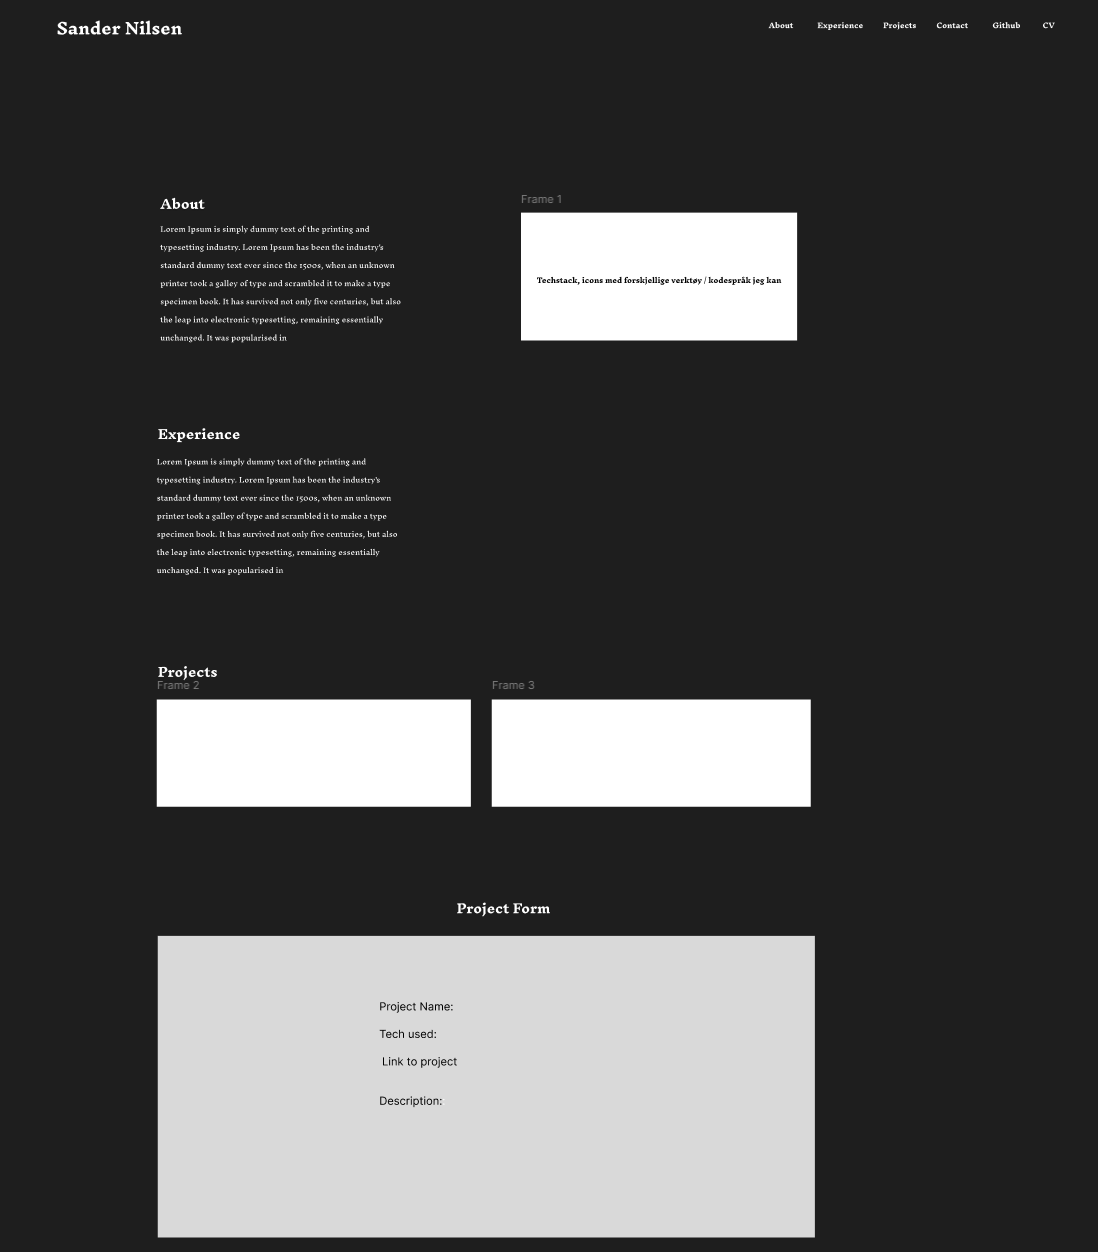 Sander Nilsen
About Experience Projects Contact Github CV
About
Lorem Ipsum is simply dummy text of the printing and
typesetting industry. Lorem Ipsum has been the industry's
standard dummy text ever since the 1500s, when an unknown
printer took a galley of type and scrambled it to make a type
specimen book. It has survived not only five centuries, but also
the leap into electronic typesetting, remaining essentially
unchanged. It was popularised in
Frame 1
Techstack, icons med forskjellige verktøy / kodespråk jeg kan
Experience
Lorem Ipsum is simply dummy text of the printing and
typesetting industry. Lorem Ipsum has been the industry's
standard dummy text ever since the 1500s, when an unknown
printer took a galley of type and scrambled it to make a type
specimen book. It has survived not only five centuries, but also
the leap into electronic typesetting, remaining essentially
unchanged. It was popularised in
Projects
Frame 2
Frame 3
Project Form
Project Name:
Tech used:
Link to project
Description: